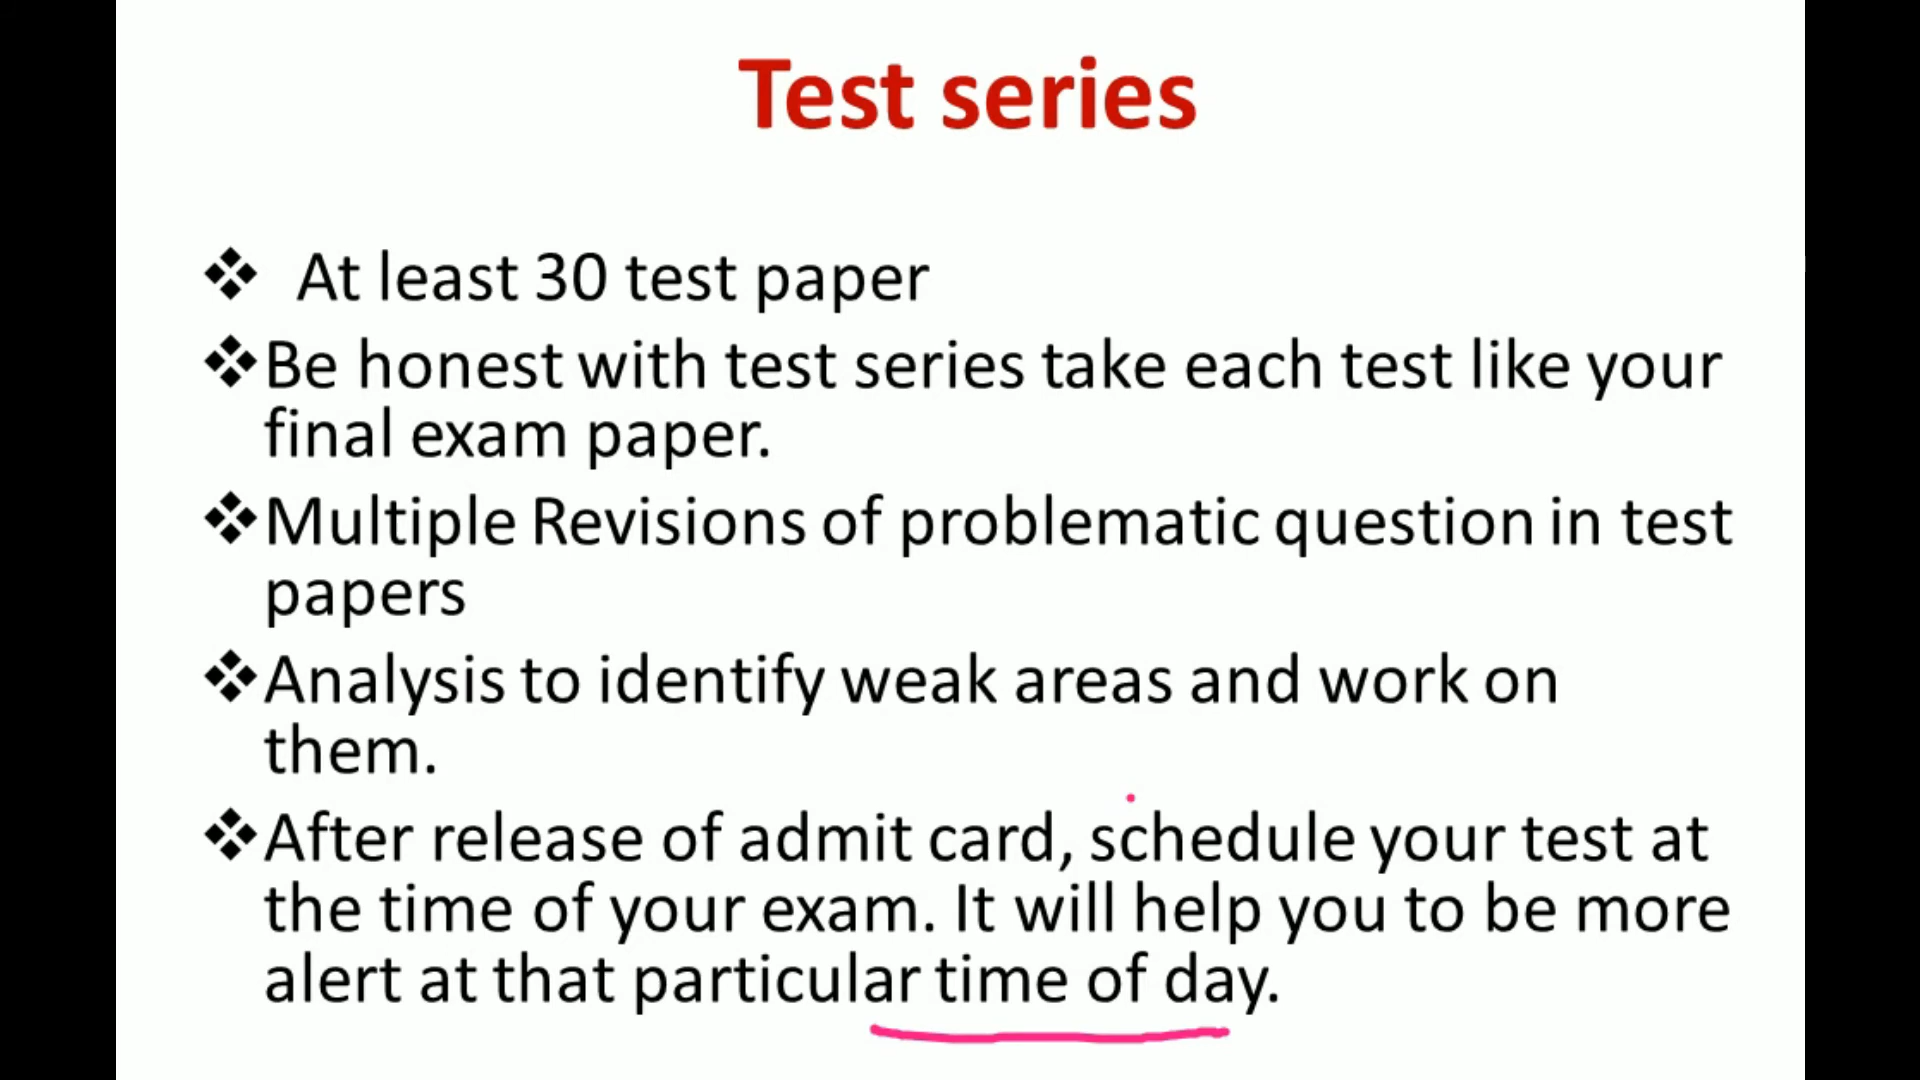 Test series
❖ At least 30 test paper
❖Be honest with test series take each test like your
final exam paper.
❖Multiple Revisions of problematic question in test
papers
❖Analysis to identify weak areas and work on
them.
❖After release of admit card, schedule your test at
the time of your exam. It will help you to be more
alert at that particular time of day.